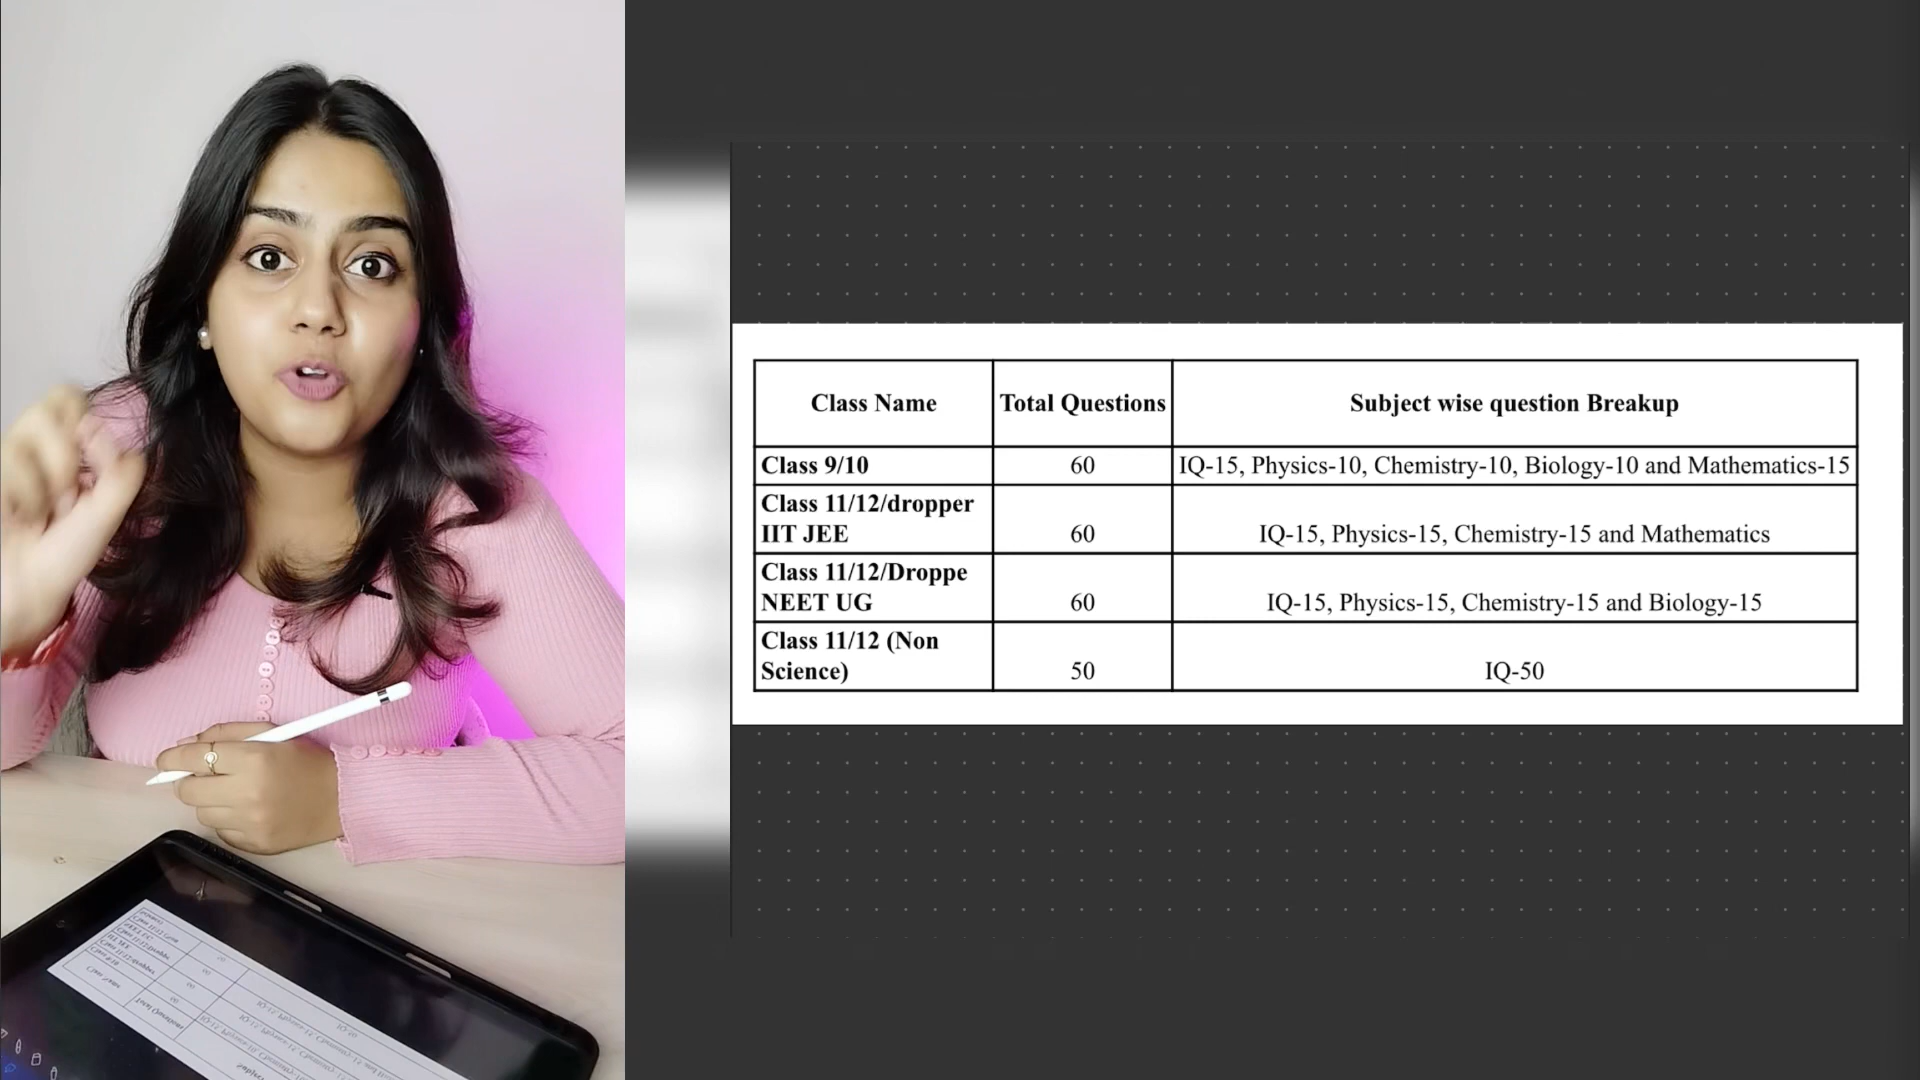 Class Name Total Questions Subject wise question Breakup
Class 9/10 60 IQ-15, Physics-10, Chemistry-10, Biology-10 and Mathematics-15
Class 11/12/dropper
IIT JEE 60 IQ-15, Physics-15, Chemistry-15 and Mathematics
Class 11/12/Droppe
NEET UG 60 IQ-15, Physics-15, Chemistry-15 and Biology-15
Class 11/12 (Non
Science) 50 IQ-50